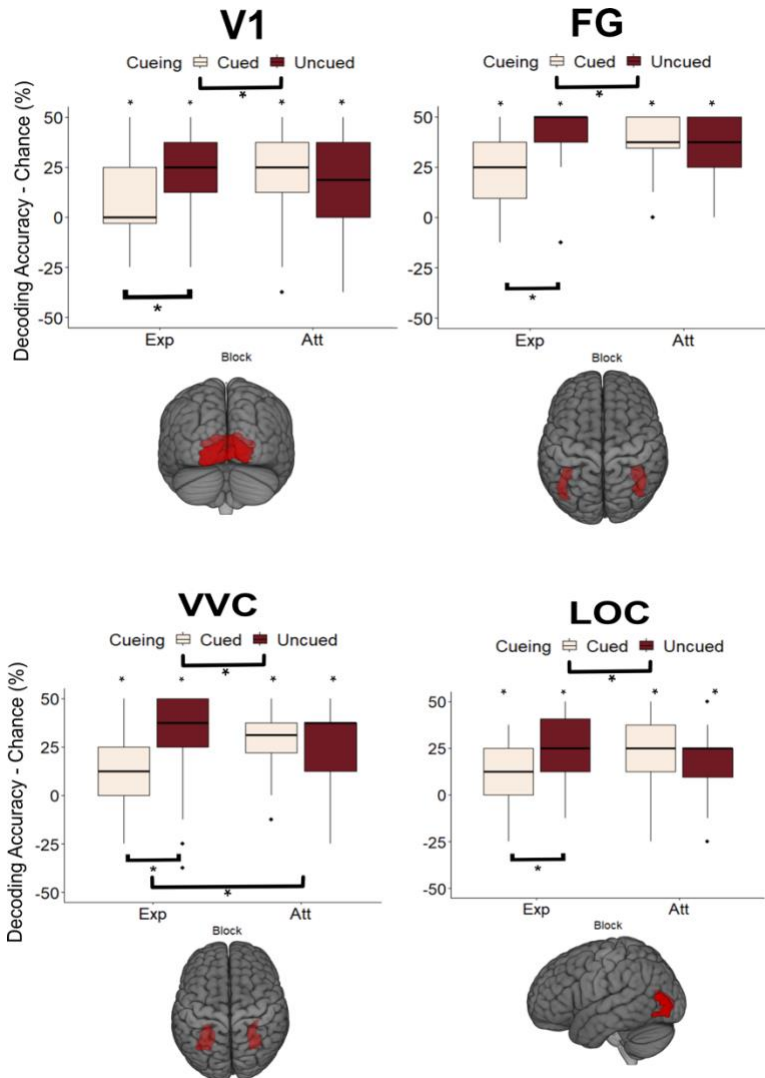 V1
Cueing Cued Uncued
*
* * * *
Decoding Accuracy - Chance (%)
50
25
0
-25
-50
*
Exp Att
Block
FG
Cueing Cued Uncued
*
* * * *
50
25
0
-25
-50
*
Exp Att
Block
VVC
Cueing Cued Uncued
*
* * * *
Decoding Accuracy - Chance (%)
50
25
0
-25
-50
*
*
Exp Att
Block
LOC
Cueing Cued Uncued
*
* * * *
50
25
0
-25
-50
*
Exp Att
Block